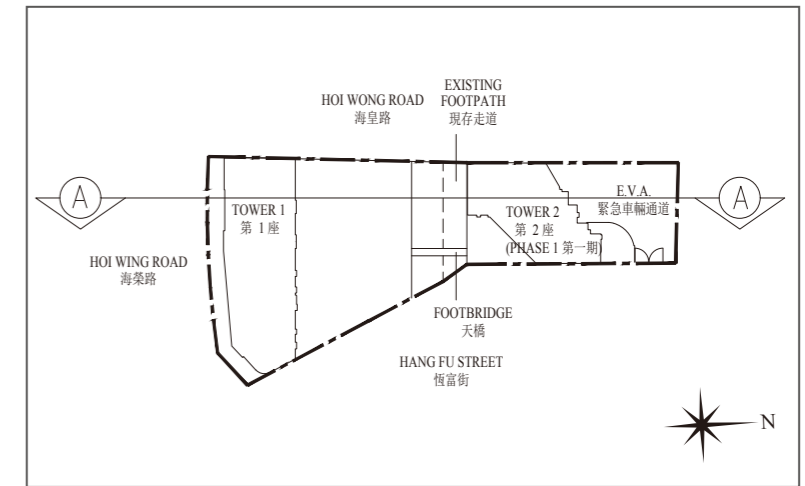 HOI WONG ROAD
海皇路
EXISTING
FOOTPATH
現存走道
A
TOWER 1
第 1 座
TOWER 2
第 2 座
(PHASE 1 第一期)
E.V.A.
緊急車輛通道
A
HOI WING ROAD
海榮路
FOOTBRIDGE
天橋
HANG FU STREET
恆富街
N